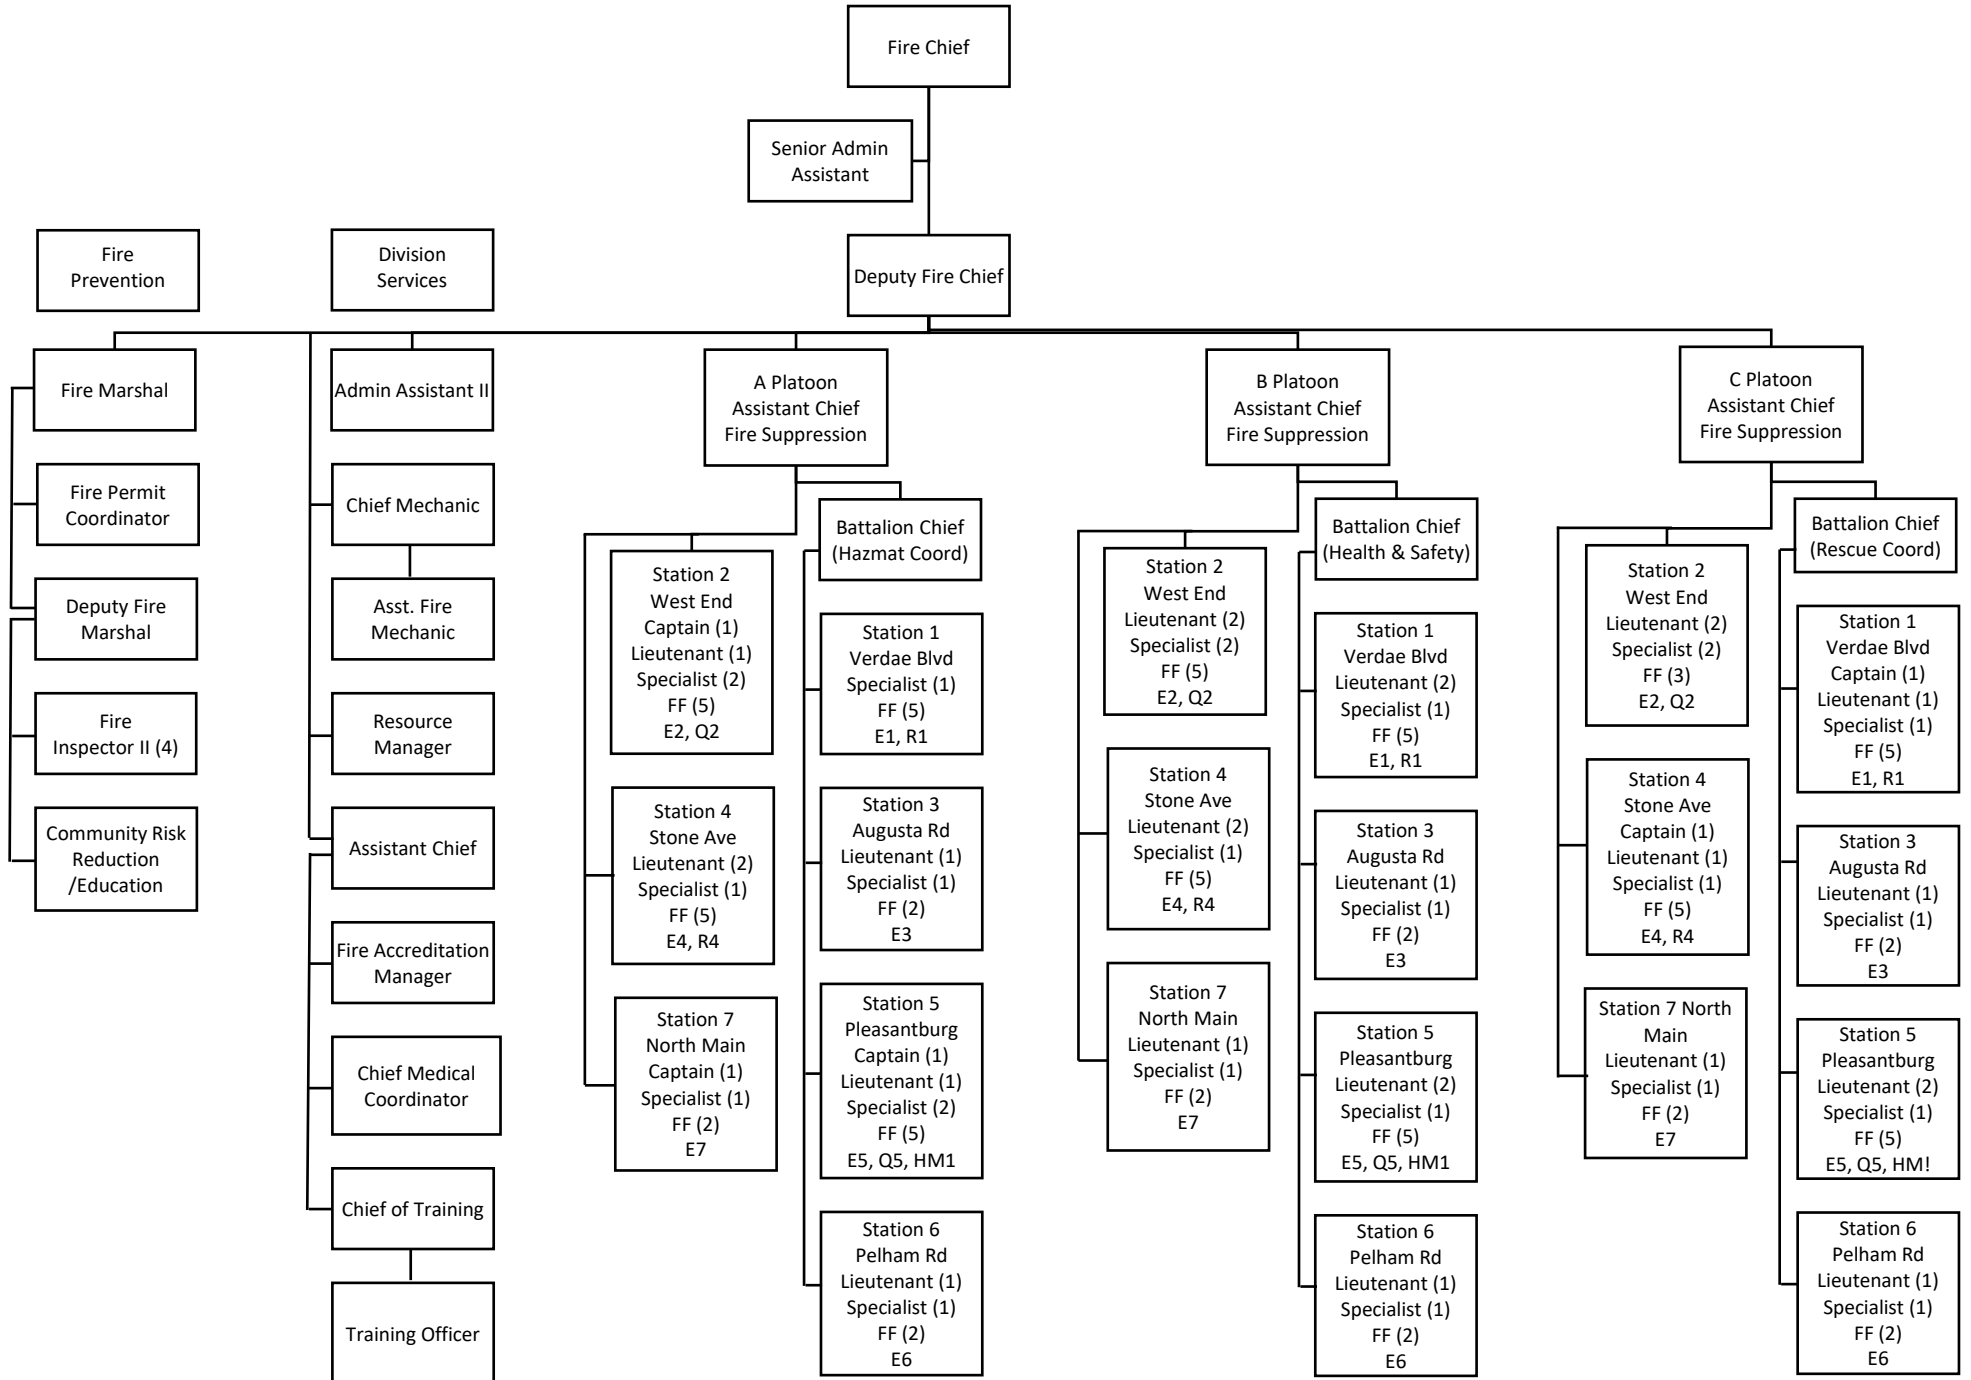 Fire Chief
Senior Admin
Assistant
Fire
Prevention
Division
Services
Deputy Fire Chief
Fire Marshal
Fire Permit
Coordinator
Deputy Fire
Marshal
Fire
Inspector II (4)
Community Risk
Reduction
/Education
Admin Assistant II
Chief Mechanic
Asst. Fire
Mechanic
Resource
Manager
Assistant Chief
Fire Accreditation
Manager
Chief Medical
Coordinator
Chief of Training
Training Officer
A Platoon
Assistant Chief
Fire Suppression
Station 2
West End
Captain (1)
Lieutenant (1)
Specialist (2)
FF (5)
E2, Q2
Station 4
Stone Ave
Lieutenant (2)
Specialist (1)
FF (5)
E4, R4
Station 7
North Main
Captain (1)
Specialist (1)
FF (2)
E7
Battalion Chief
(Hazmat Coord)
Station 1
Verdae Blvd
Specialist (1)
FF (5)
E1, R1
Station 3
Augusta Rd
Lieutenant (1)
Specialist (1)
FF (2)
E3
Station 5
Pleasantburg
Captain (1)
Lieutenant (1)
Specialist (2)
FF (5)
E5, Q5, HM1
Station 6
Pelham Rd
Lieutenant (1)
Specialist (1)
FF (2)
E6
B Platoon
Assistant Chief
Fire Suppression
Station 2
West End
Lieutenant (2)
Specialist (2)
FF (5)
E2, Q2
Station 4
Stone Ave
Lieutenant (2)
Specialist (1)
FF (5)
E4, R4
Station 7
North Main
Lieutenant (1)
Specialist (1)
FF (2)
E7
Battalion Chief
(Health & Safety)
Station 1
Verdae Blvd
Lieutenant (2)
Specialist (1)
FF (5)
E1, R1
Station 3
Augusta Rd
Lieutenant (1)
Specialist (1)
FF (2)
E3
Station 5
Pleasantburg
Lieutenant (2)
Specialist (1)
FF (5)
E5, Q5, HM1
Station 6
Pelham Rd
Lieutenant (1)
Specialist (1)
FF (2)
E6
C Platoon
Assistant Chief
Fire Suppression
Station 2
West End
Lieutenant (2)
Specialist (2)
FF (3)
E2, Q2
Station 4
Stone Ave
Captain (1)
Lieutenant (1)
Specialist (1)
FF (5)
E4, R4
Station 7 North
Main
Lieutenant (1)
Specialist (1)
FF (2)
E7
Battalion Chief
(Rescue Coord)
Station 1
Verdae Blvd
Captain (1)
Lieutenant (1)
Specialist (1)
FF (5)
E1, R1
Station 3
Augusta Rd
Lieutenant (1)
Specialist (1)
FF (2)
E3
Station 5
Pleasantburg
Lieutenant (2)
Specialist (1)
FF (5)
E5, Q5, HM!
Station 6
Pelham Rd
Lieutenant (1)
Specialist (1)
FF (2)
E6